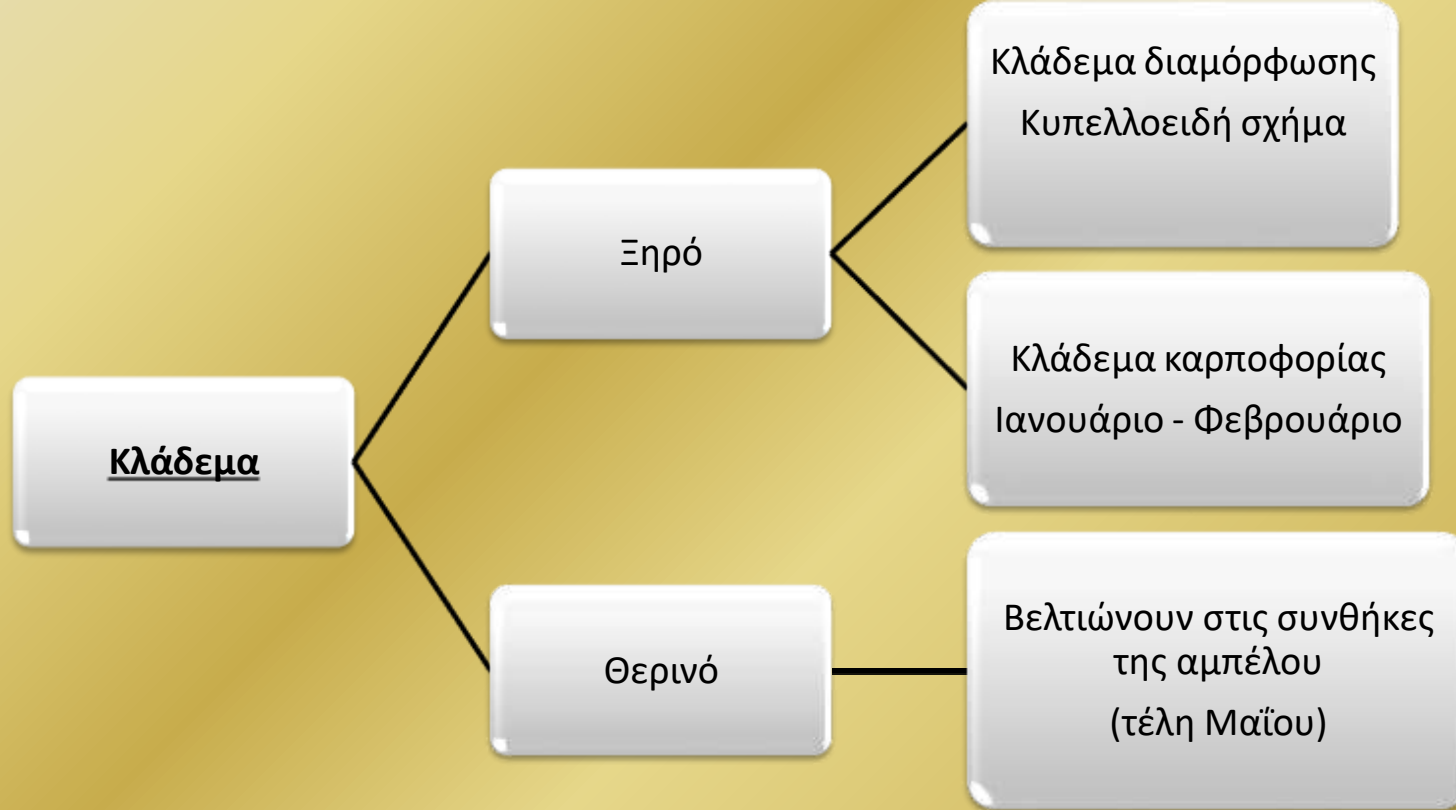 Κλάδεμα
Ξηρό
Κλάδεμα διαμόρφωσης
Κυπελλοειδή σχήμα
Κλάδεμα καρποφορίας
Ιανουάριο - Φεβρουάριο
Θερινό
Βελτιώνουν στις συνθήκες
της αμπέλου
(τέλη Μαΐου)